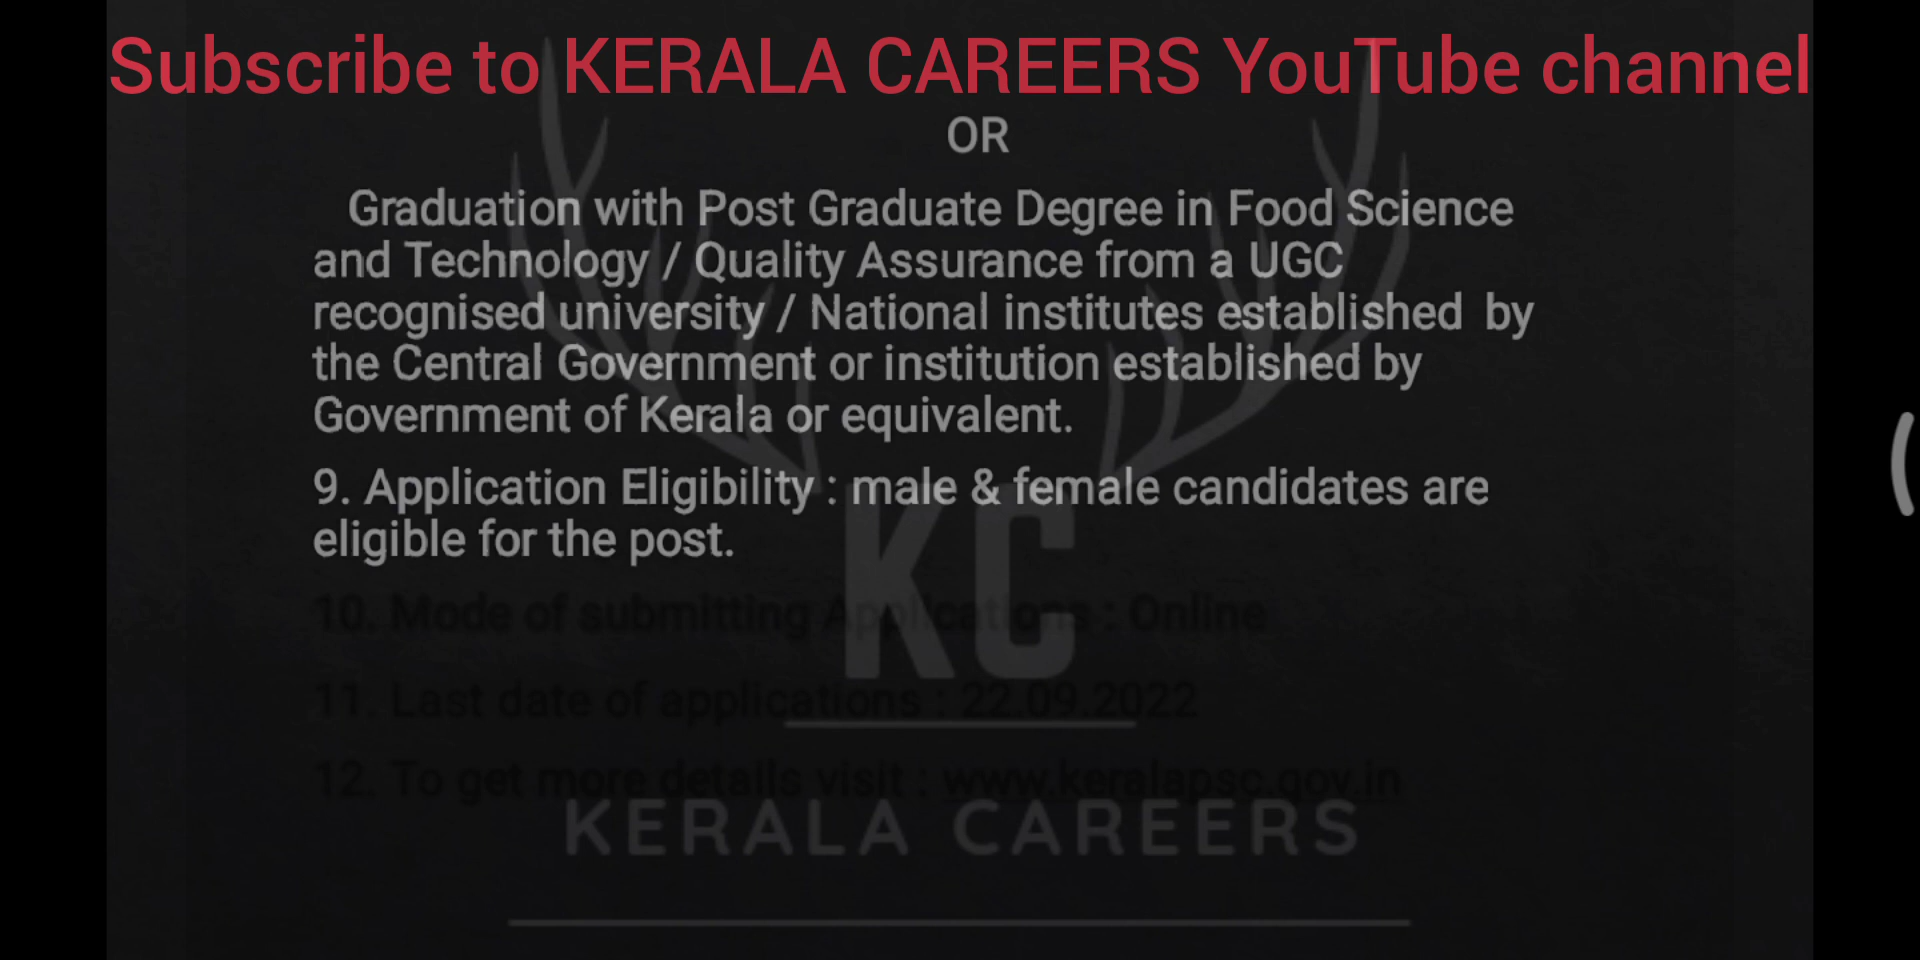 Subscribe to KERALA CAREERS YouTube channel
OR
Graduation with Post Graduate Degree in Food Science
and Technology / Quality Assurance from a UGC
recognised university / National institutes established by
the Central Government or institution established by
Government of Kerala or equivalent.
9. Application Eligibility : male & female candidates are
eligible for the post.
10. Mode of submitting Applications : Online
KC
11. Last date of applications : 22.09.2022
12. To get more details visit : www.keralapsc.gov.in
KERALA CAREERS